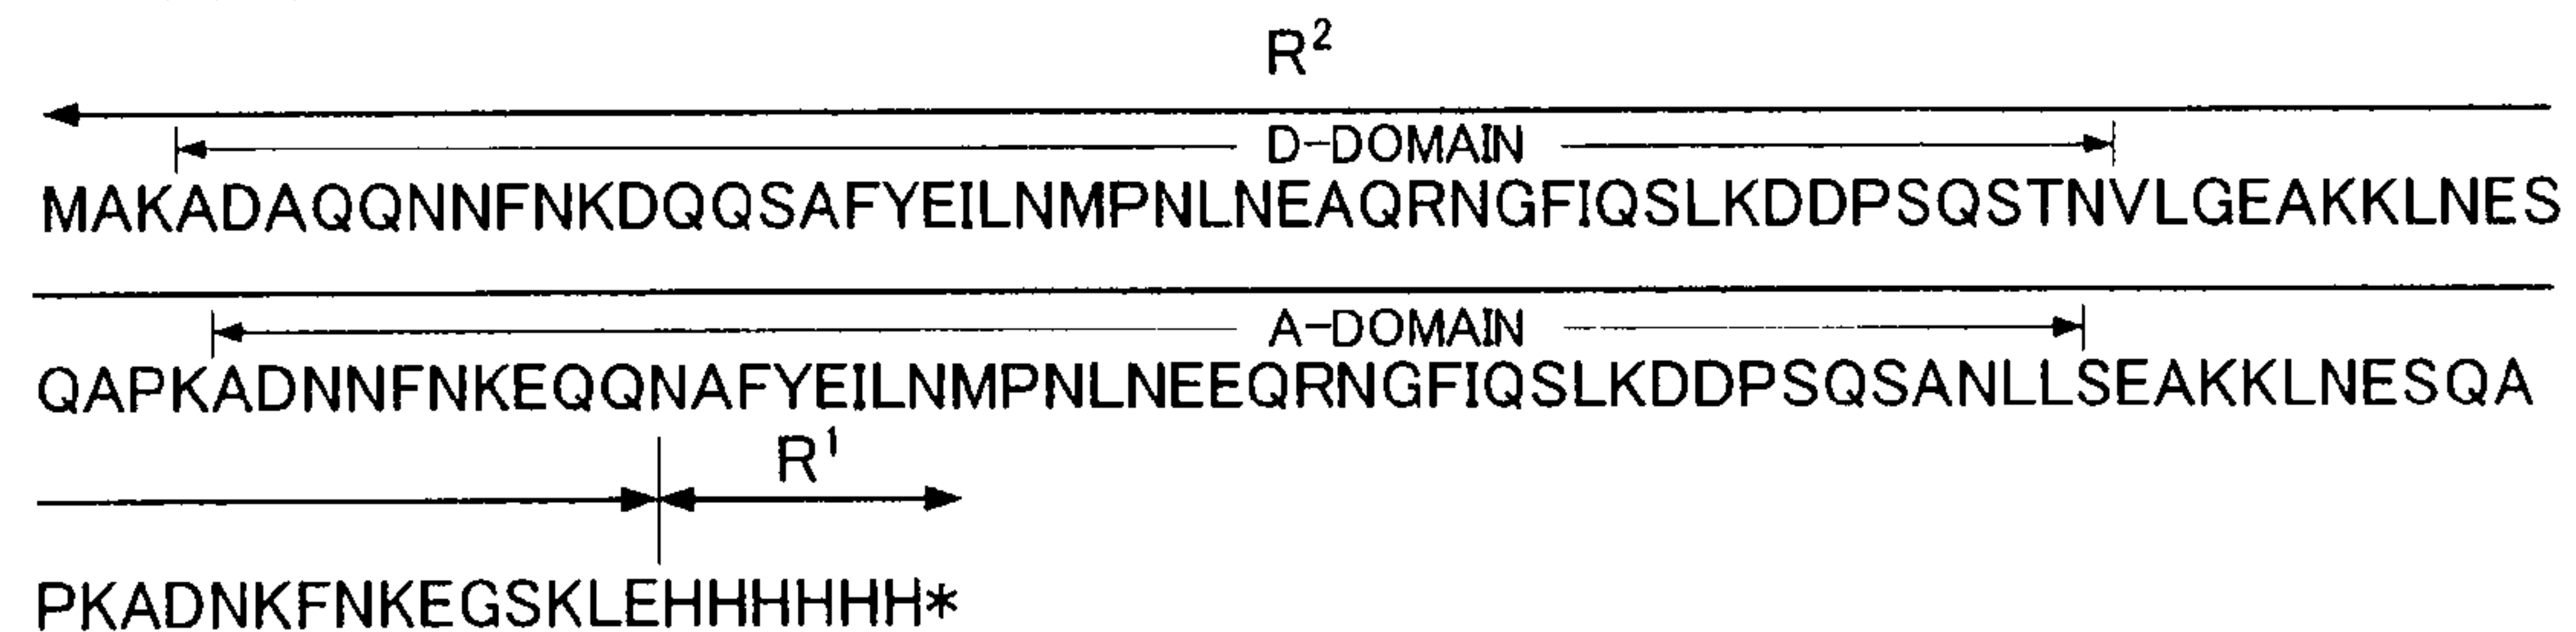 R²
D-DOMAIN
MAKADAQQNNFNKDQQSAFYEILNMPNLNEAQRNGFIQSLKDDPSQSTNVLGEAKKLNES
A-DOMAIN
QAPKADNNFNKEQQNAFYEILNMPNLNEEQRNGFIQSLKDDPSQSANLLSEAKKLNESQA
R¹
PKADNKFNKEGSKLEHHHHHH*